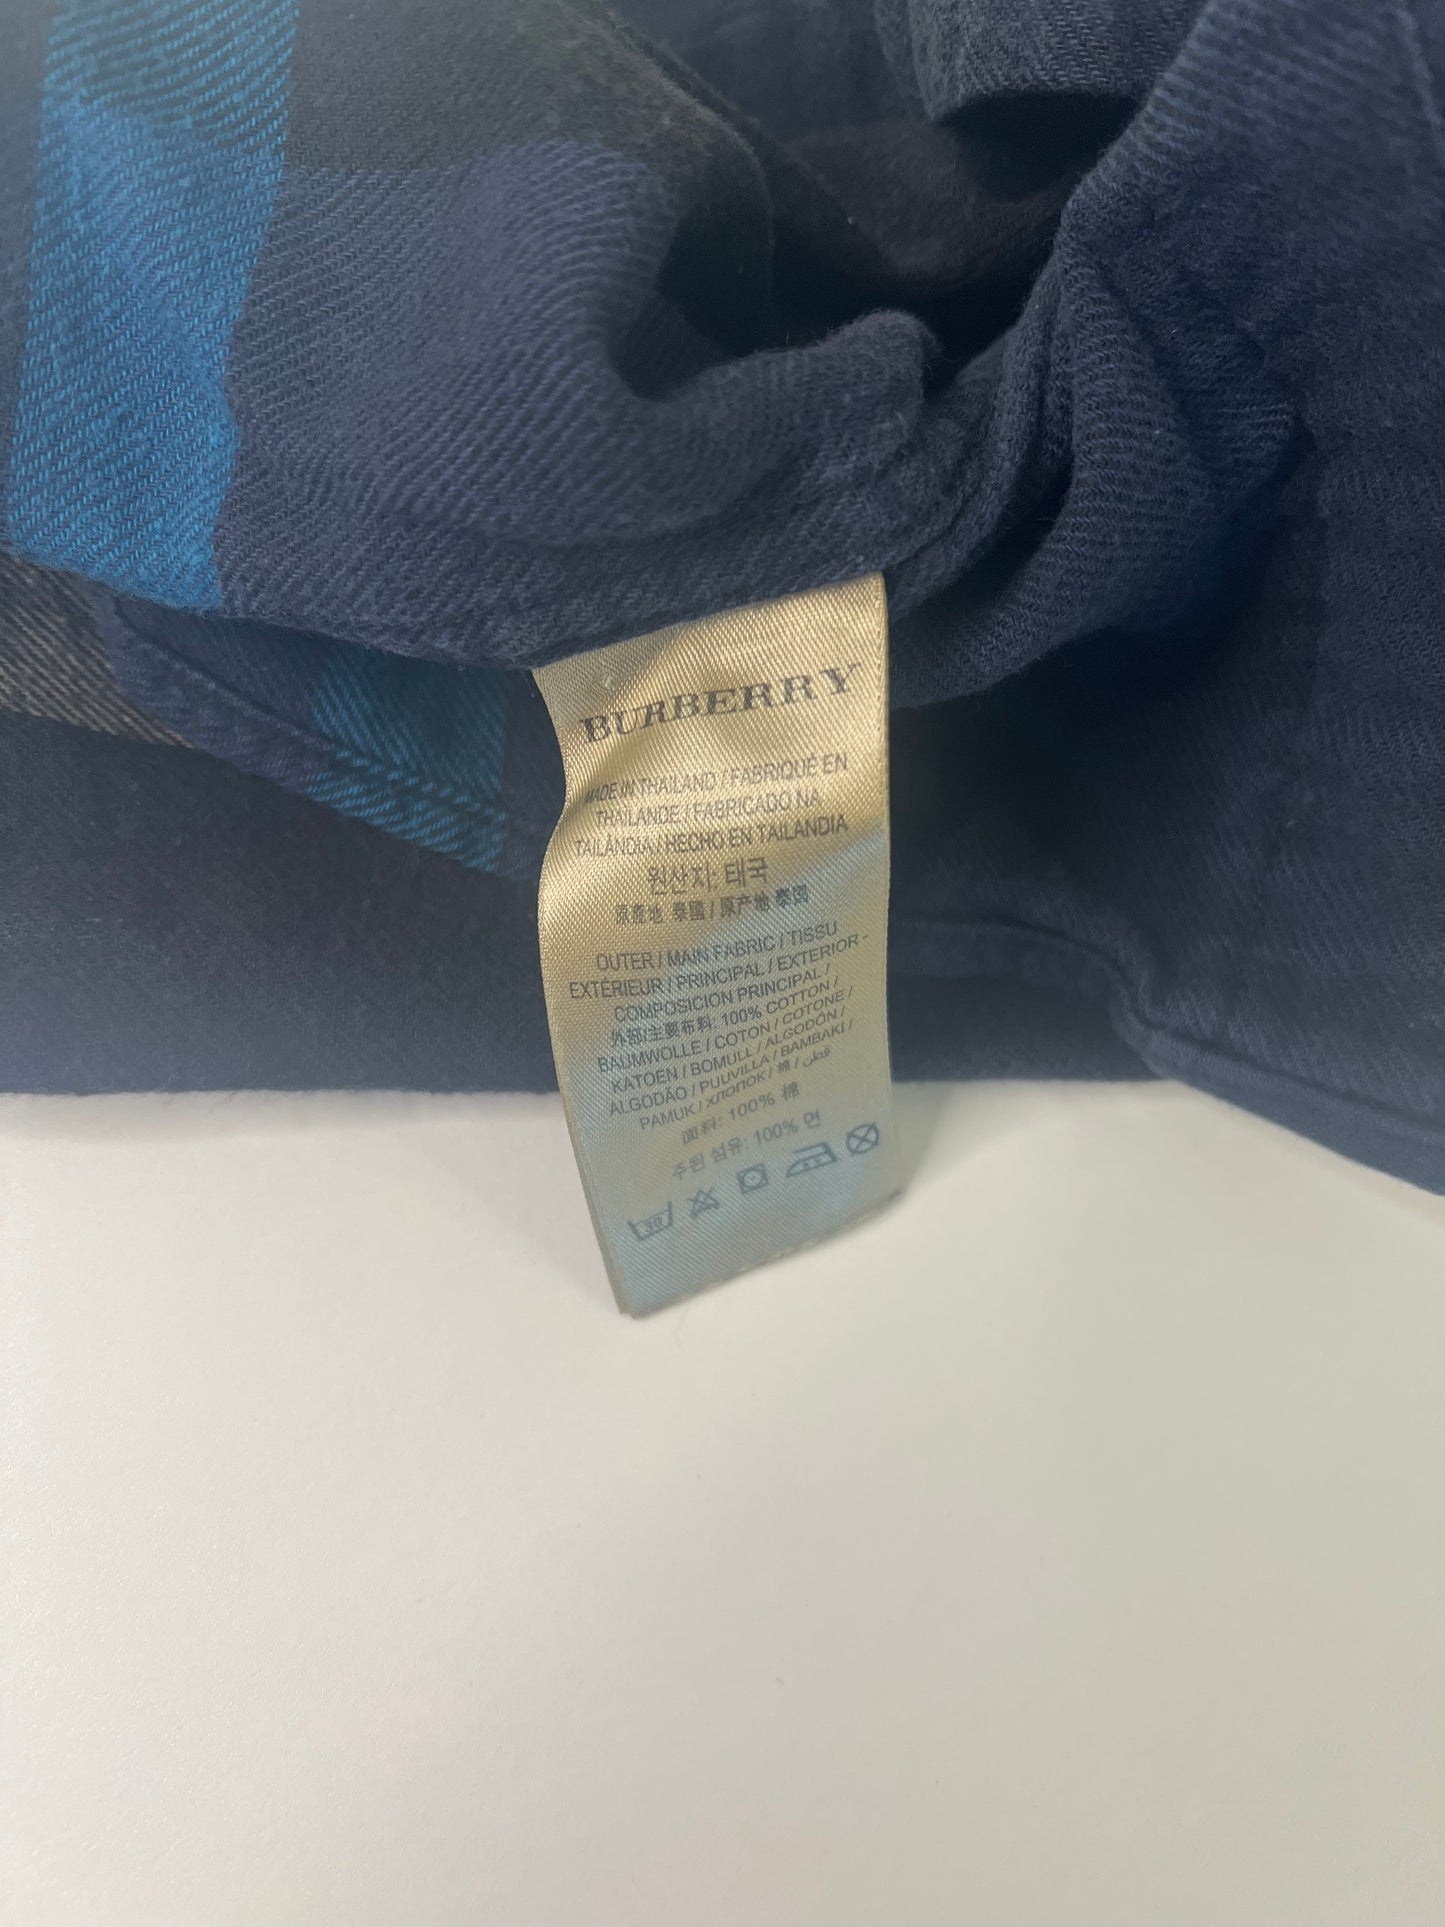 BURBERRY
MADE IN THAILAND / FABRIQUÉ EN
THAÏLANDE / FABRICADO NA
TAILÂNDIA / HECHO EN TAILANDIA
원산지: 태국
原產地 泰國 / 原产地 泰国
OUTER / MAIN FABRIC / TISSU
EXTÉRIEUR / PRINCIPAL / EXTERIOR -
COMPOSICION PRINCIPAL /
外部/主要布料: 100% COTTON /
BAUMWOLLE / COTON / COTONE /
KATOEN / BOMULL / ALGODÓN /
ALGODÃO / PUUVILLA / BAMBAKI /
PAMUK / ХЛОПОК / 棉 / قطن
面料: 100% 棉
주원 섬유: 100% 면
30